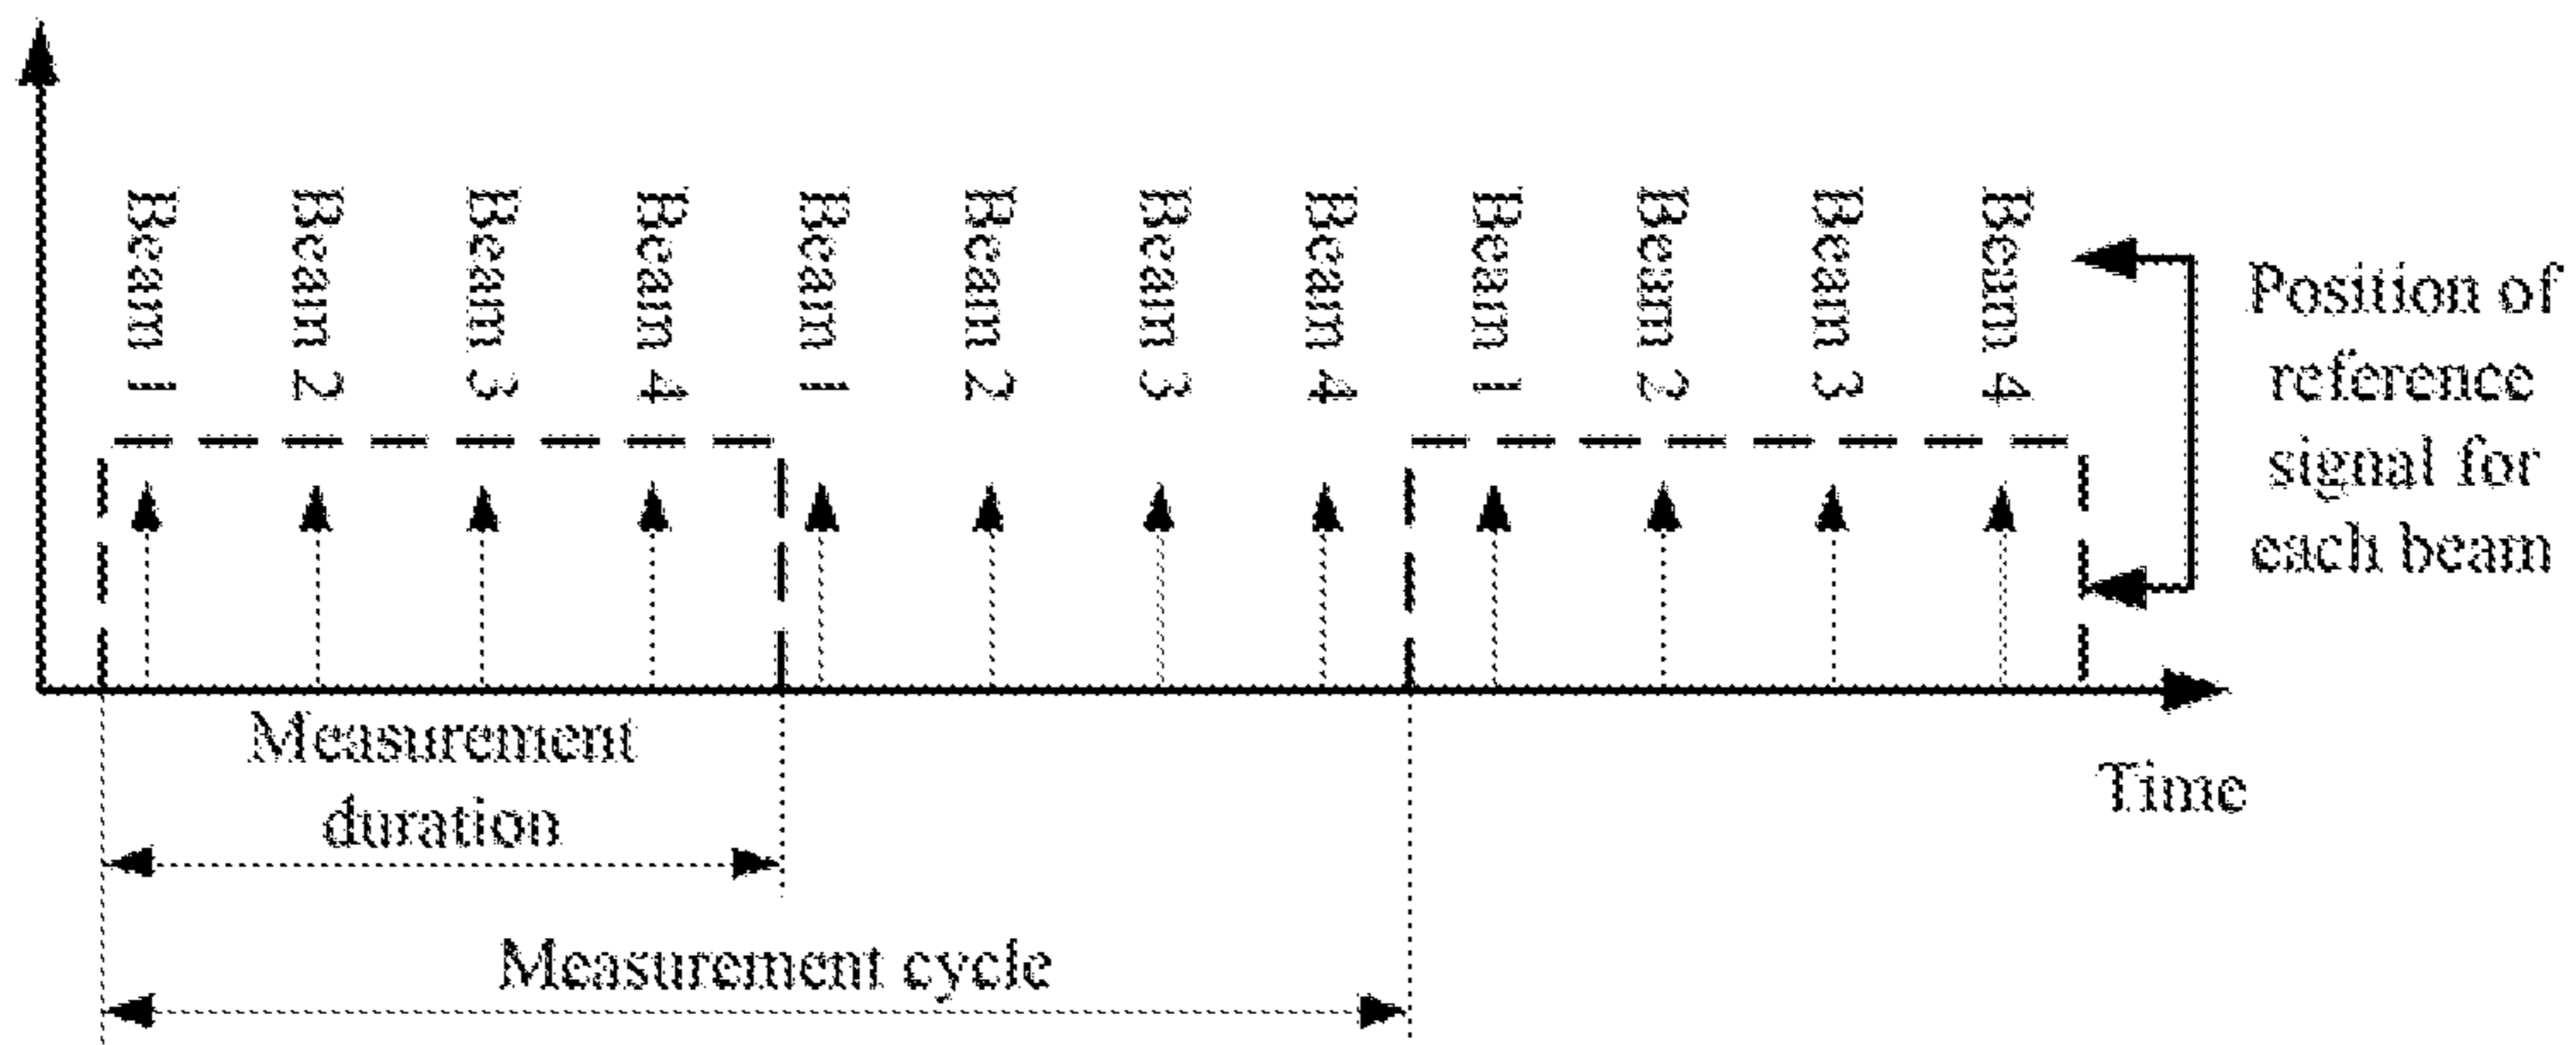 Beam 1
Beam 2
Beam 3
Beam 4
Beam 1
Beam 2
Beam 3
Beam 4
Beam 1
Beam 2
Beam 3
Beam 4
Position of
reference
signal for
each beam
Measurement
duration
Time
Measurement cycle